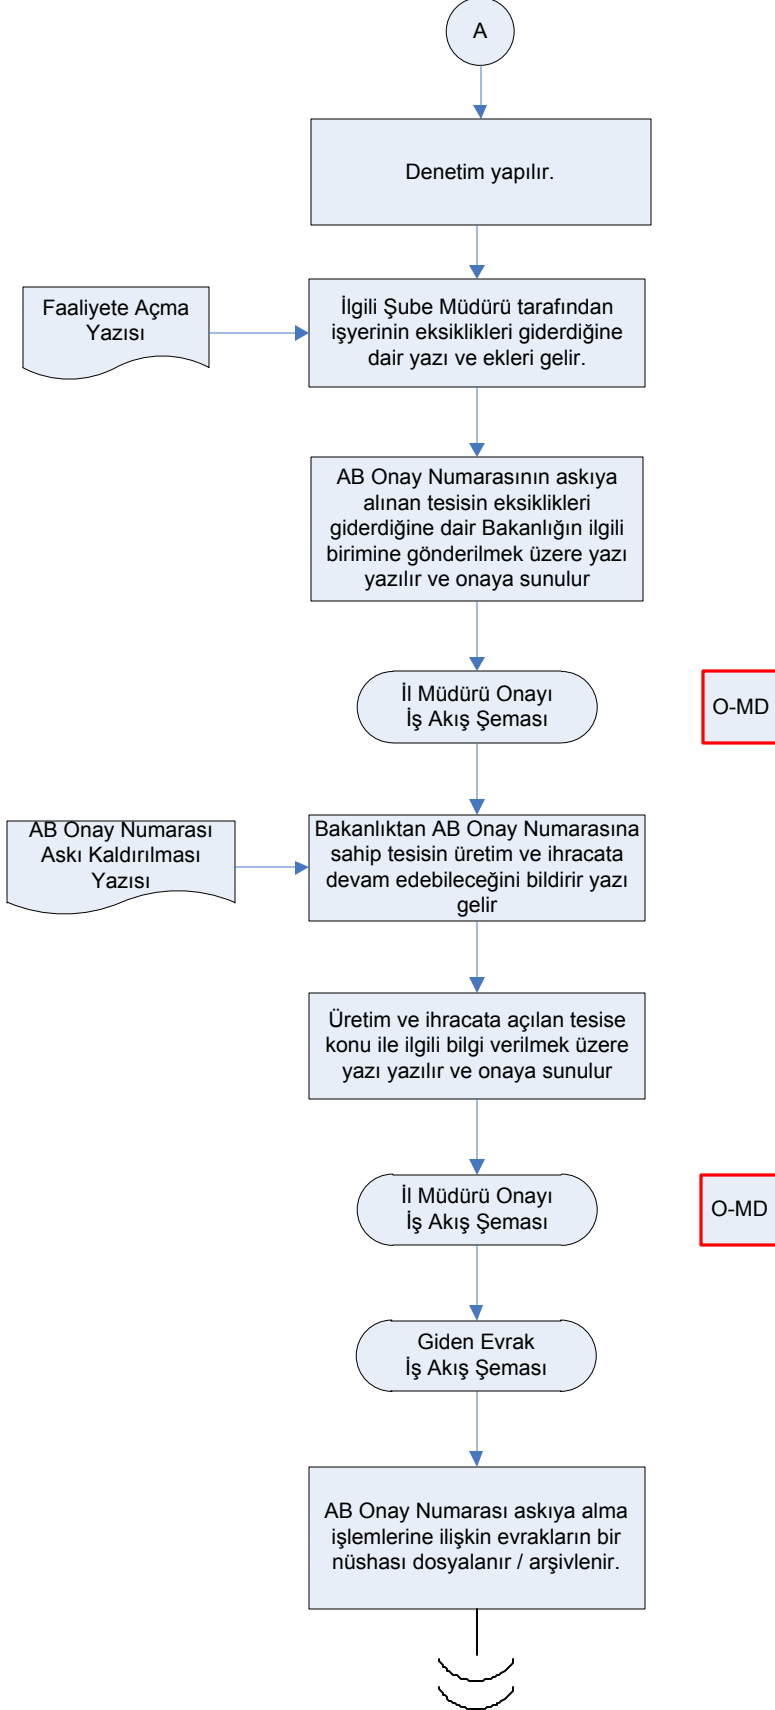 A
Denetim yapılır.
Faaliyete Açma
Yazısı
İlgili Şube Müdürü tarafından
işyerinin eksiklikleri giderdiğine
dair yazı ve ekleri gelir.
AB Onay Numarasının askıya
alınan tesisin eksiklikleri
giderdiğine dair Bakanlığın ilgili
birimine gönderilmek üzere yazı
yazılır ve onaya sunulur
İl Müdürü Onayı
İş Akış Şeması
O-MD
AB Onay Numarası
Askı Kaldırılması
Yazısı
Bakanlıktan AB Onay Numarasına
sahip tesisin üretim ve ihracata
devam edebileceğini bildirir yazı
gelir
Üretim ve ihracata açılan tesise
konu ile ilgili bilgi verilmek üzere
yazı yazılır ve onaya sunulur
İl Müdürü Onayı
İş Akış Şeması
O-MD
Giden Evrak
İş Akış Şeması
AB Onay Numarası askıya alma
işlemlerine ilişkin evrakların bir
nüshası dosyalanır / arşivlenir.